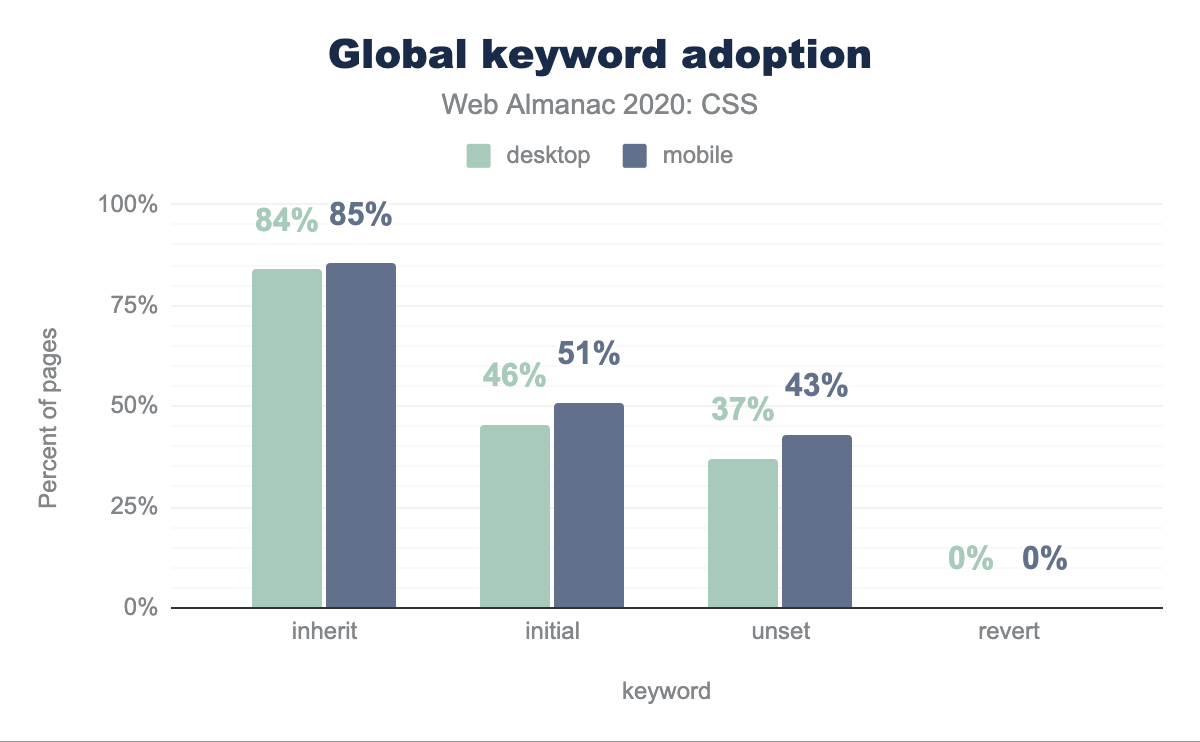 Global keyword adoption
Web Almanac 2020: CSS
desktop mobile
100%
75%
50%
25%
0%
Percent of pages
84% 85%
46% 51%
37% 43%
0% 0%
inherit initial unset revert
keyword